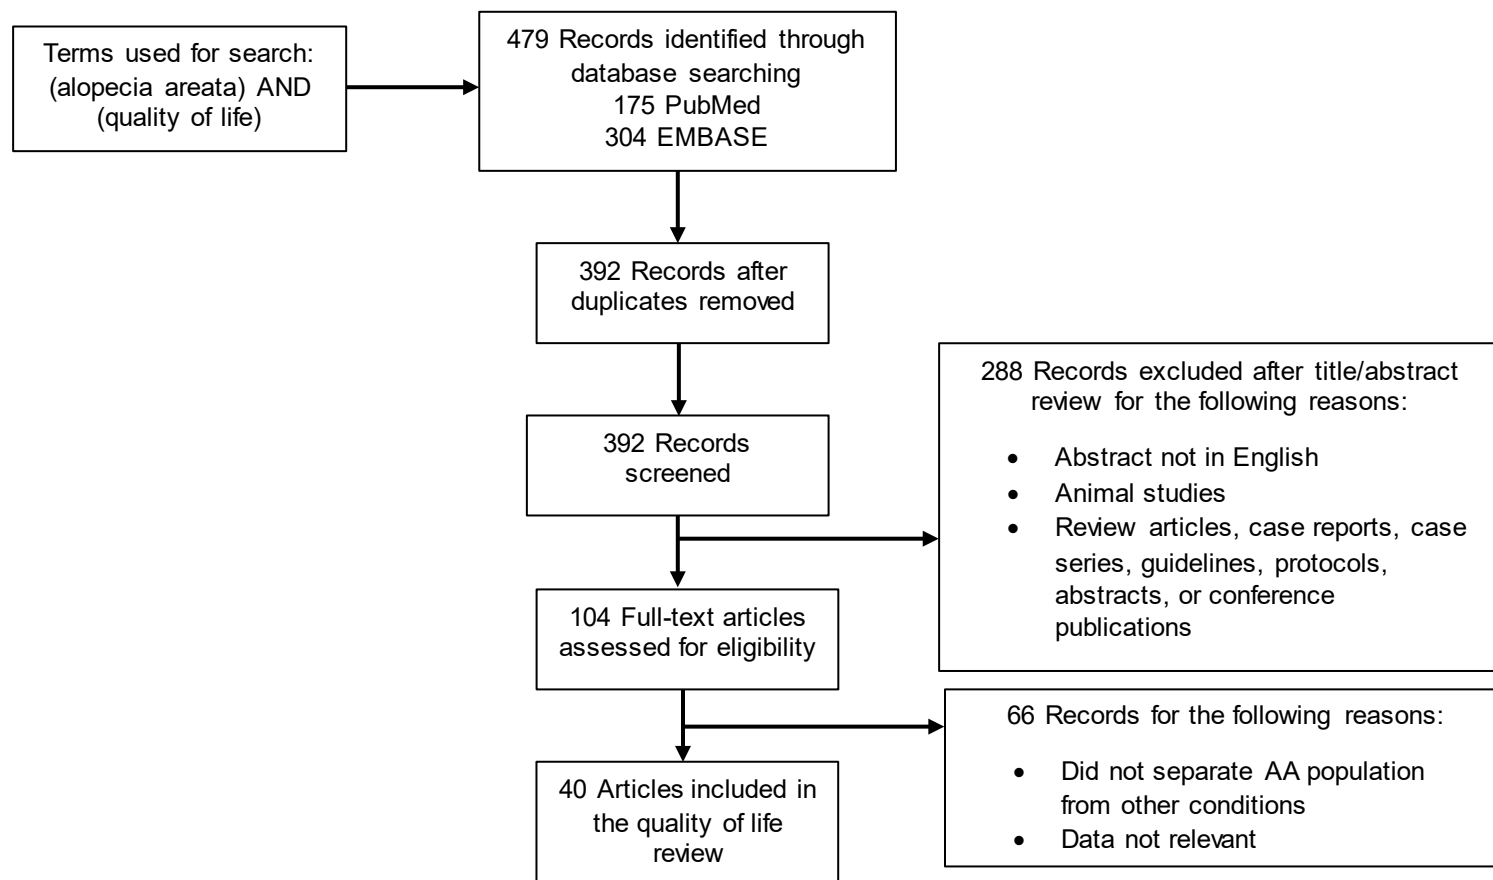 Terms used for search:
(alopecia areata) AND
(quality of life)
479 Records identified through
database searching
175 PubMed
304 EMBASE
392 Records after
duplicates removed
392 Records
screened
288 Records excluded after title/abstract
review for the following reasons:
• Abstract not in English
• Animal studies
• Review articles, case reports, case
series, guidelines, protocols,
abstracts, or conference
publications
104 Full-text articles
assessed for eligibility
66 Records for the following reasons:
• Did not separate AA population
from other conditions
• Data not relevant
40 Articles included in
the quality of life
review